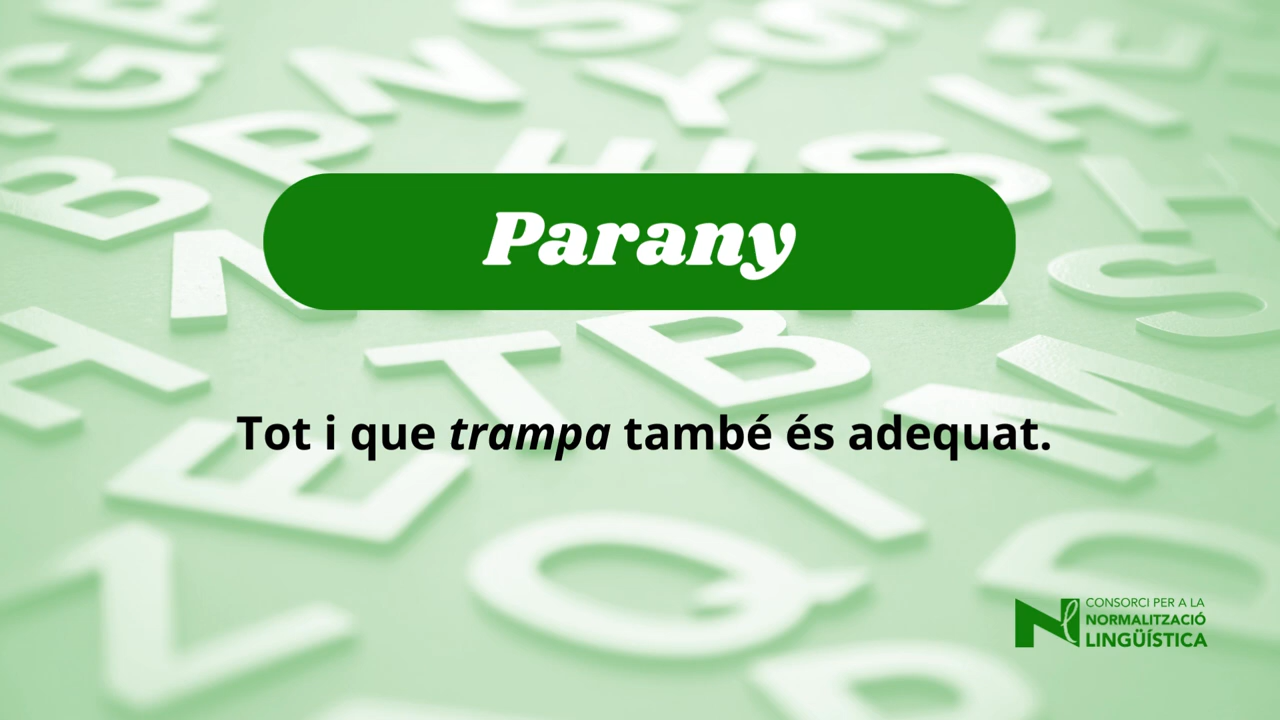 Parany
Tot i que trampa també és adequat.
CONSORCI PER A LA
NORMALITZACIÓ
LINGÜÍSTICA